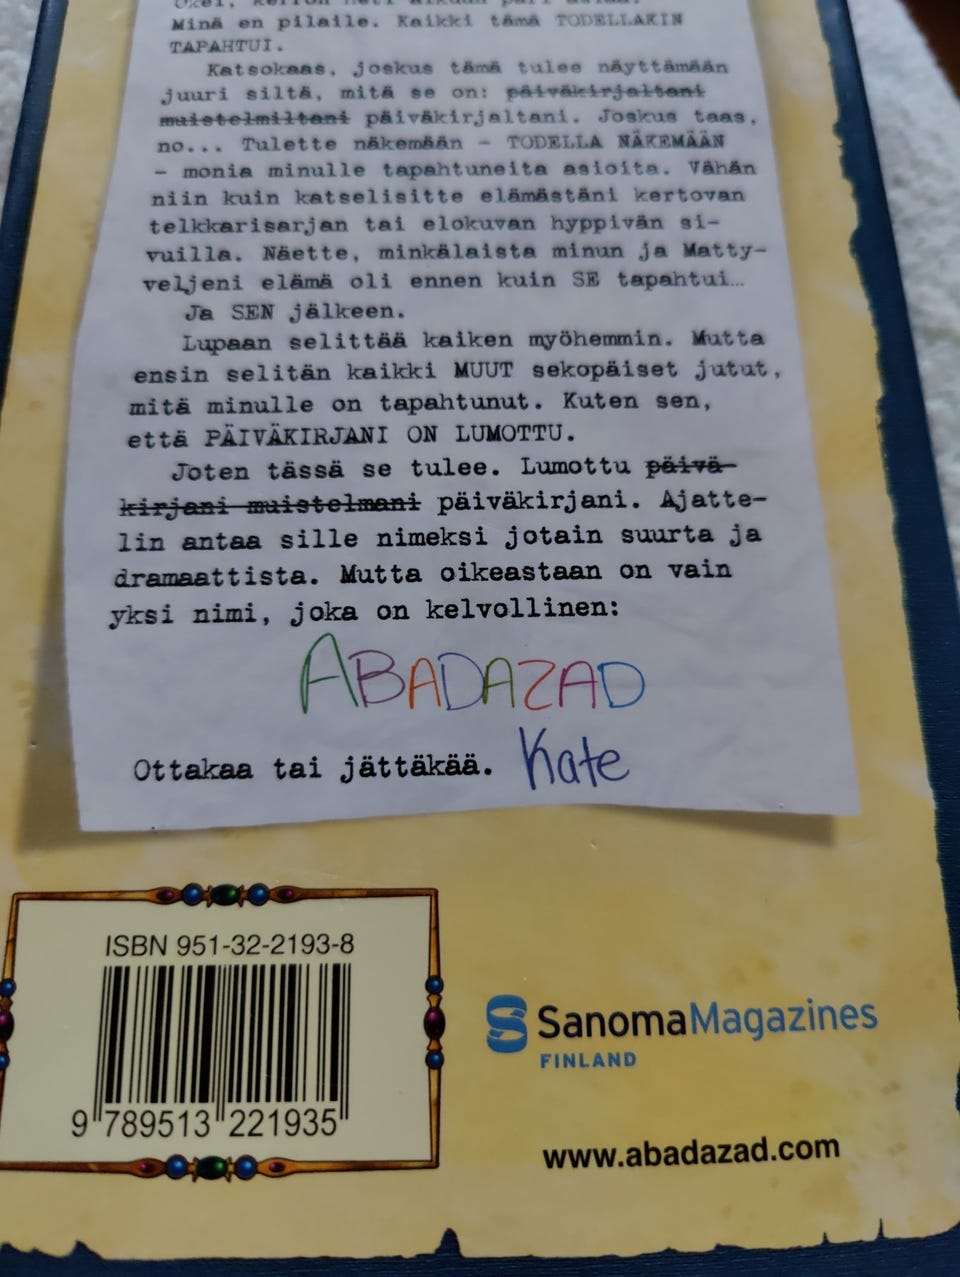 Okei, kerron heti alkuun pari asiaa.
Minä en pilaile. Kaikki tämä TODELLAKIN
TAPAHTUI.
Katsokaas, joskus tämä tulee näyttämään
juuri siltä, mitä se on: päiväkirjaltani
muistelmiltani päiväkirjaltani. Joskus taas,
no... Tulette näkemään - TODELLA NÄKEMÄÄN
- monia minulle tapahtuneita asioita. Vähän
niin kuin katselisitte elämästäni kertovan
telkkarisarjan tai elokuvan hyppivän si-
vuilla. Näette, minkälaista minun ja Matty-
veljeni elämä oli ennen kuin SE tapahtui...
Ja SEN jälkeen.
Lupaan selittää kaiken myöhemmin. Mutta
ensin selitän kaikki MUUT sekopäiset jutut,
mitä minulle on tapahtunut. Kuten sen,
että PÄIVÄKIRJANI ON LUMOTTU.
Joten tässä se tulee. Lumottu päivä-
kirjani muistelmani päiväkirjani. Ajatte-
lin antaa sille nimeksi jotain suurta ja
dramaattista. Mutta oikeastaan on vain
yksi nimi, joka on kelvollinen:
ABADAZAD
Ottakaa tai jättäkää. Kate
ISBN 951-32-2193-8
9 789513 221935
SanomaMagazines
FINLAND
www.abadazad.com